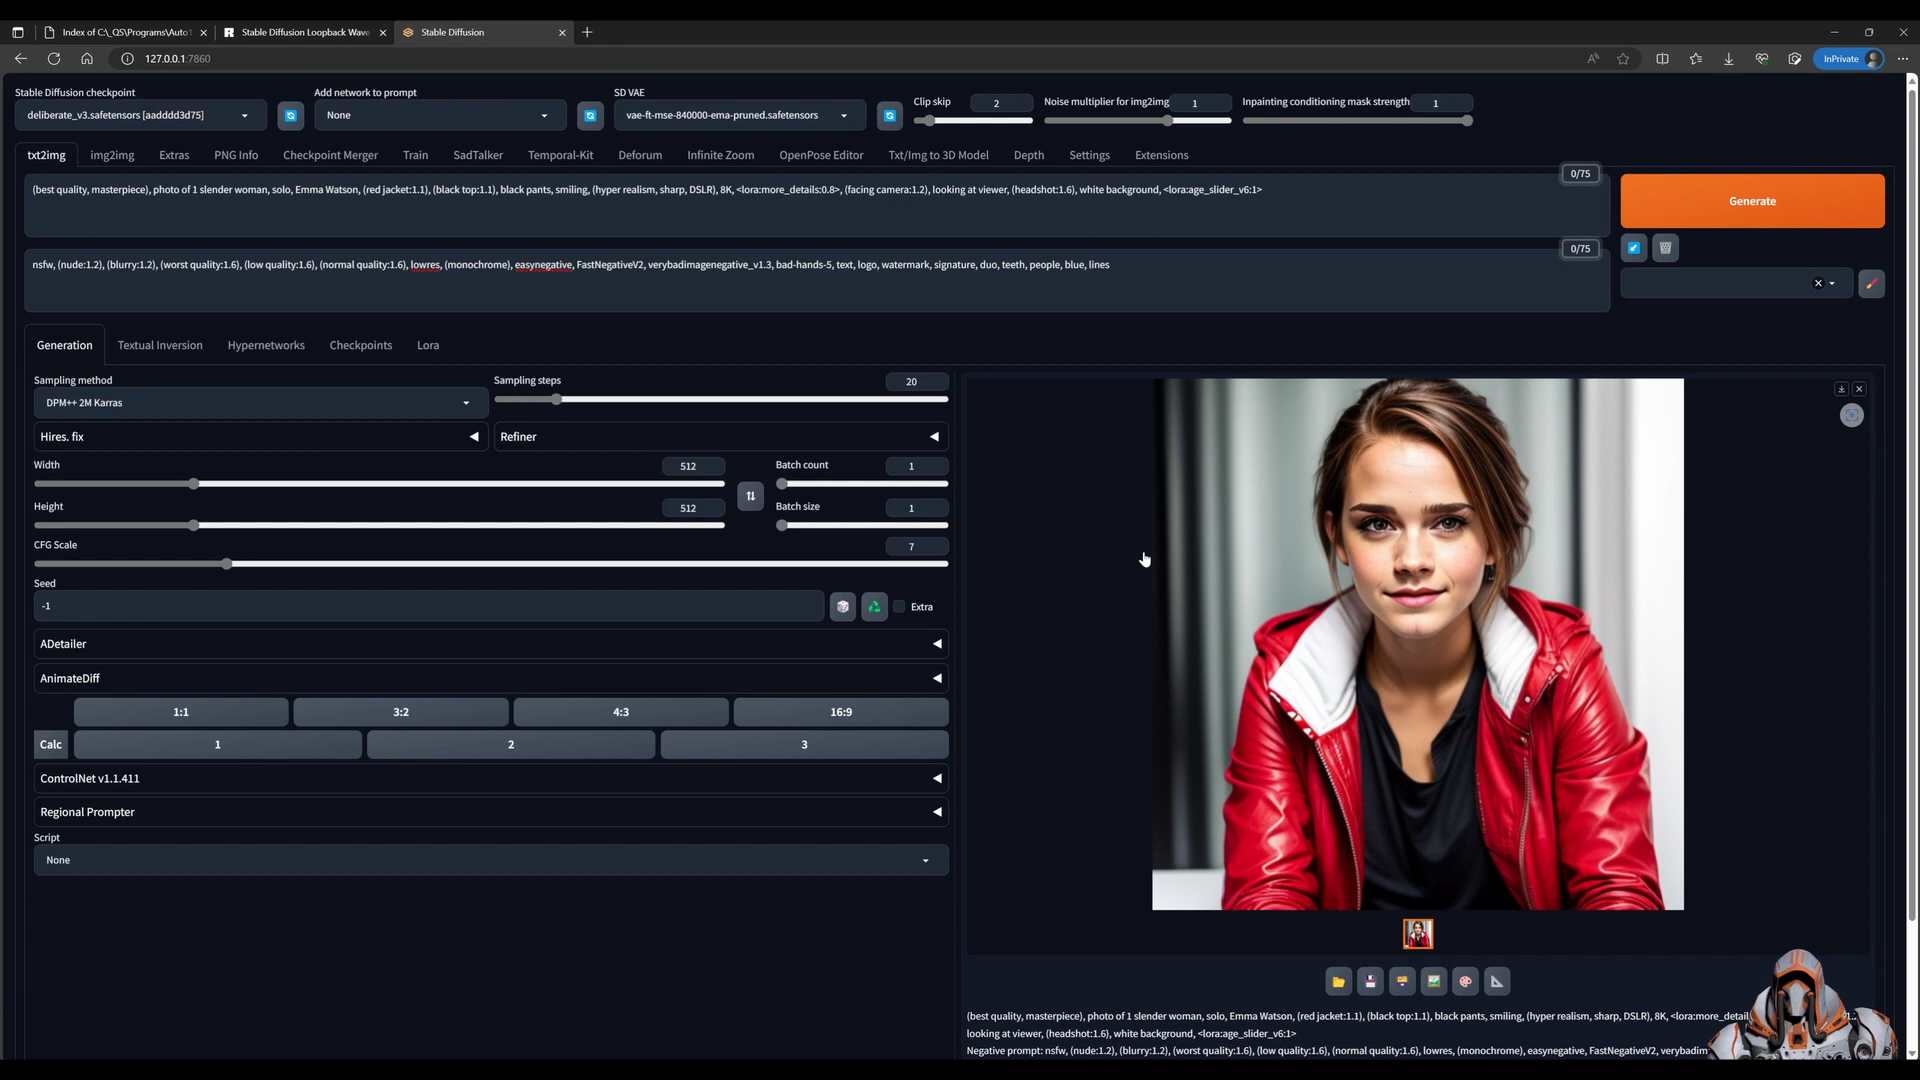 Index of C:\_QS\Programs\Auto1
Stable Diffusion Loopback Wave
Stable Diffusion
127.0.0.1:7860
InPrivate
Stable Diffusion checkpoint
Add network to prompt
SD VAE
Clip skip
2
Noise multiplier for img2img
1
Inpainting conditioning mask strength
1
deliberate_v3.safetensors [aadddd3d75]
None
vae-ft-mse-840000-ema-pruned.safetensors
txt2img
img2img
Extras
PNG Info
Checkpoint Merger
Train
SadTalker
Temporal-Kit
Deforum
Infinite Zoom
OpenPose Editor
Txt/Img to 3D Model
Depth
Settings
Extensions
0/75
(best quality, masterpiece), photo of 1 slender woman, solo, Emma Watson, (red jacket:1.1), (black top:1.1), black pants, smiling, (hyper realism, sharp, DSLR), 8K, <lora:more_details:0.8>, (facing camera:1.2), looking at viewer, (headshot:1.6), white background, <lora:age_slider_v6:1>
Generate
0/75
nsfw, (nude:1.2), (blurry:1.2), (worst quality:1.6), (low quality:1.6), (normal quality:1.6), lowres, (monochrome), easynegative, FastNegativeV2, verybadimagenegative_v1.3, bad-hands-5, text, logo, watermark, signature, duo, teeth, people, blue, lines
Generation
Textual Inversion
Hypernetworks
Checkpoints
Lora
Sampling method
DPM++ 2M Karras
Sampling steps
20
Hires. fix
Refiner
Width
512
Batch count
1
Height
512
Batch size
1
CFG Scale
7
Seed
-1
Extra
ADetailer
AnimateDiff
1:1
3:2
4:3
16:9
Calc
1
2
3
ControlNet v1.1.411
Regional Prompter
Script
None
(best quality, masterpiece), photo of 1 slender woman, solo, Emma Watson, (red jacket:1.1), (black top:1.1), black pants, smiling, (hyper realism, sharp, DSLR), 8K, <lora:more_detail
looking at viewer, (headshot:1.6), white background, <lora:age_slider_v6:1>
Negative prompt: nsfw, (nude:1.2), (blurry:1.2), (worst quality:1.6), (low quality:1.6), (normal quality:1.6), lowres, (monochrome), easynegative, FastNegativeV2, verybadim